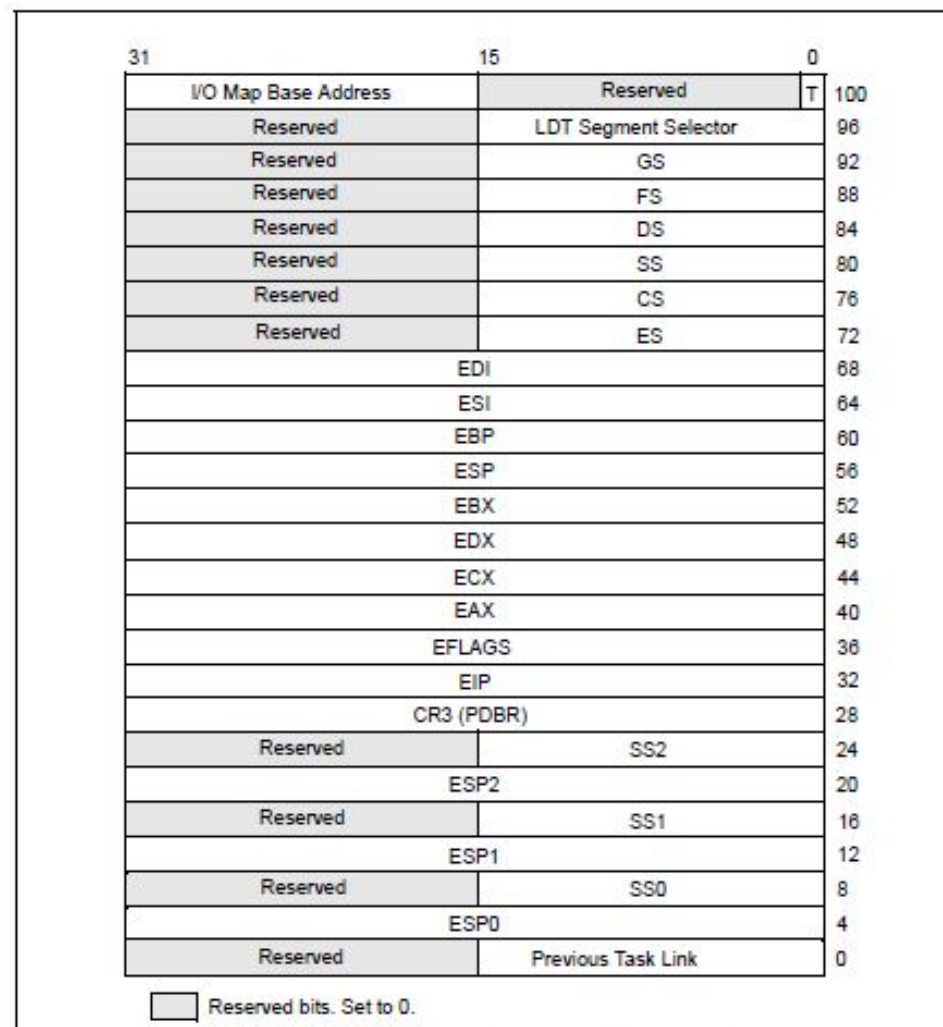 31 15 0
I/O Map Base Address Reserved T 100
Reserved LDT Segment Selector 96
Reserved GS 92
Reserved FS 88
Reserved DS 84
Reserved SS 80
Reserved CS 76
Reserved ES 72
EDI 68
ESI 64
EBP 60
ESP 56
EBX 52
EDX 48
ECX 44
EAX 40
EFLAGS 36
EIP 32
CR3 (PDBR) 28
Reserved SS2 24
ESP2 20
Reserved SS1 16
ESP1 12
Reserved SS0 8
ESP0 4
Reserved Previous Task Link 0
Reserved bits. Set to 0.